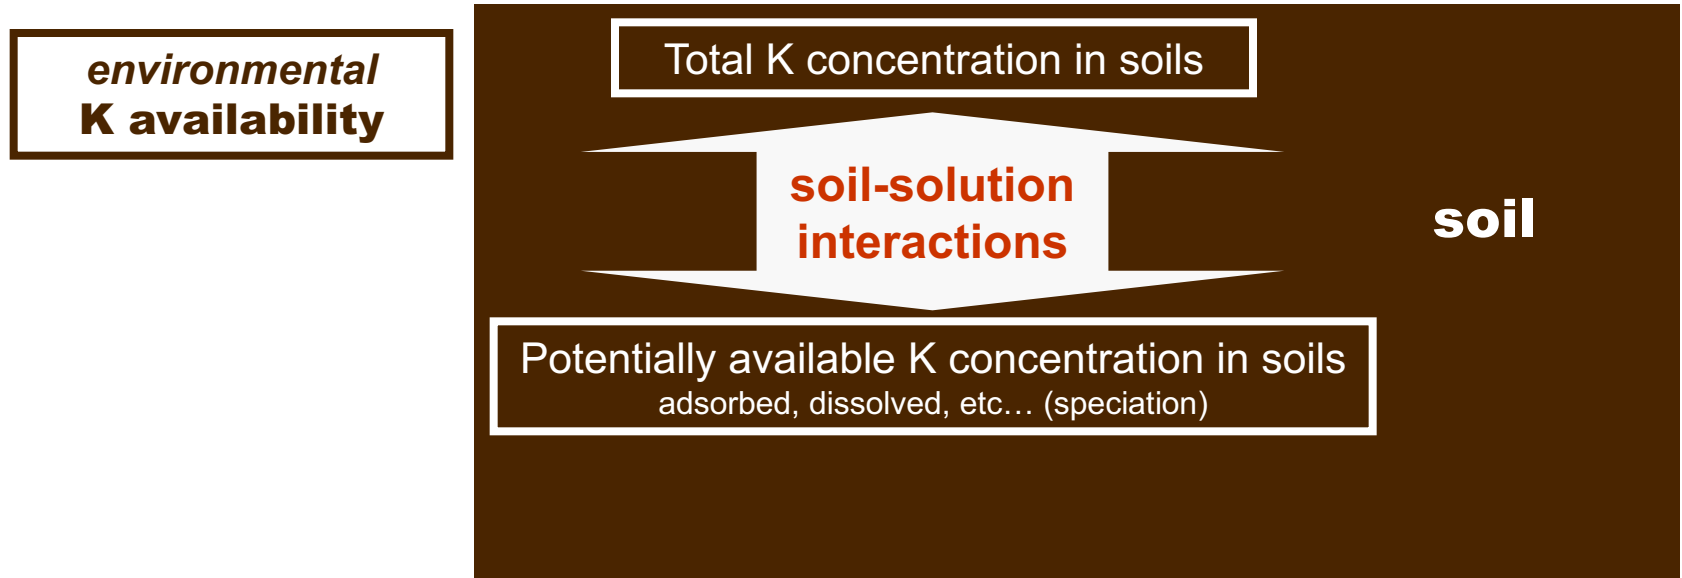 environmental
K availability
Total K concentration in soils
soil-solution
interactions
soil
Potentially available K concentration in soils
adsorbed, dissolved, etc… (speciation)